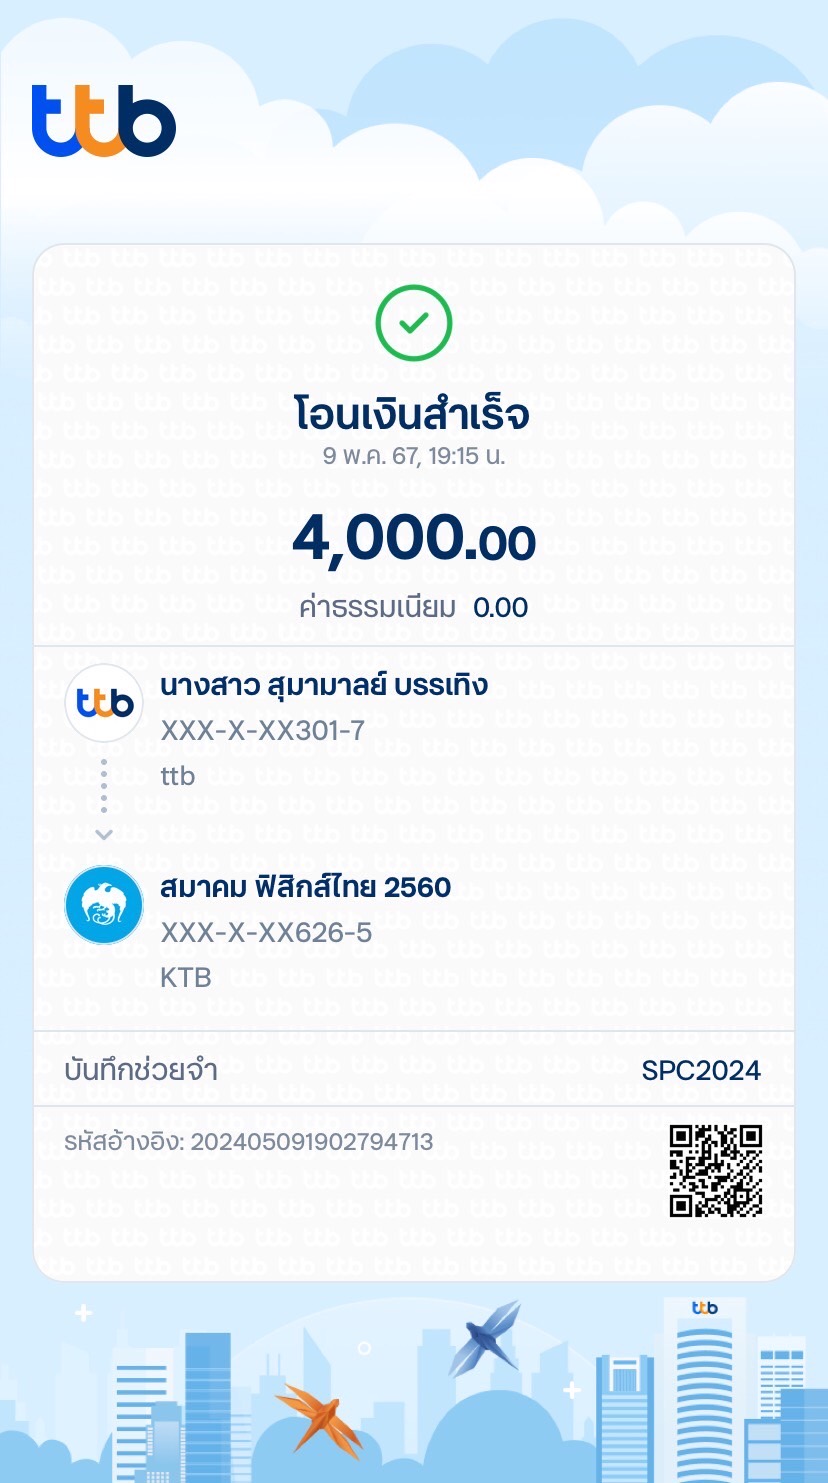 ttb
โอนเงินสำเร็จ
9 พ.ค. 67, 19:15 น.
4,000.00
ค่าธรรมเนียม 0.00
ttb
นางสาว สุมามาลย์ บรรเทิง
XXX-X-XX301-7
ttb
สมาคม ฟิสิกส์ไทย 2560
XXX-X-XX626-5
KTB
บันทึกช่วยจำ SPC2024
รหัสอ้างอิง: 202405091902794713
ttb